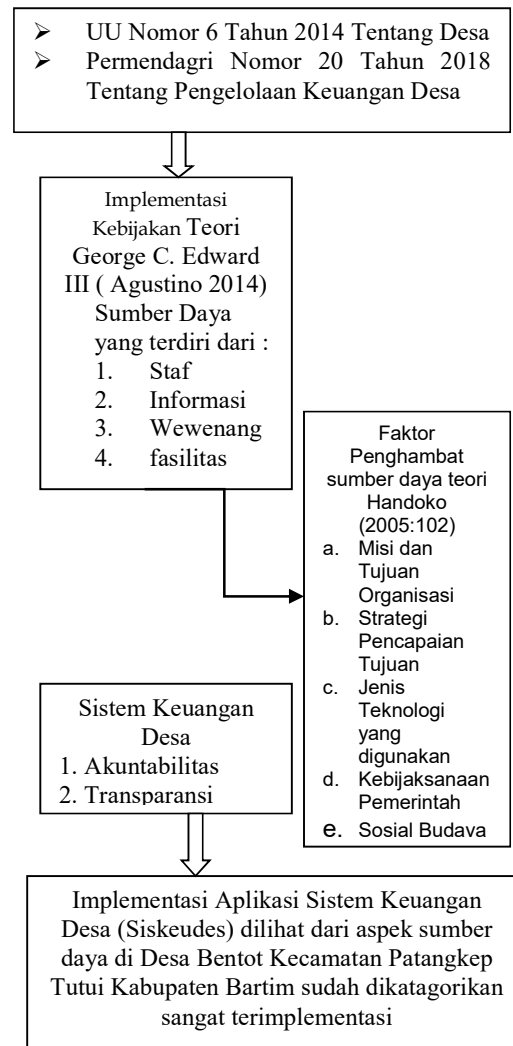 ➢ UU Nomor 6 Tahun 2014 Tentang Desa
➢ Permendagri Nomor 20 Tahun 2018
Tentang Pengelolaan Keuangan Desa
Implementasi
Kebijakan Teori
George C. Edward
III ( Agustino 2014)
Sumber Daya
yang terdiri dari :
1. Staf
2. Informasi
3. Wewenang
4. fasilitas
Faktor
Penghambat
sumber daya teori
Handoko
(2005:102)
a. Misi dan
Tujuan
Organisasi
b. Strategi
Pencapaian
Tujuan
c. Jenis
Teknologi
yang
digunakan
d. Kebijaksanaan
Pemerintah
e. Sosial Budaya
Sistem Keuangan
Desa
1. Akuntabilitas
2. Transparansi
Implementasi Aplikasi Sistem Keuangan
Desa (Siskeudes) dilihat dari aspek sumber
daya di Desa Bentot Kecamatan Patangkep
Tutui Kabupaten Bartim sudah dikatagorikan
sangat terimplementasi